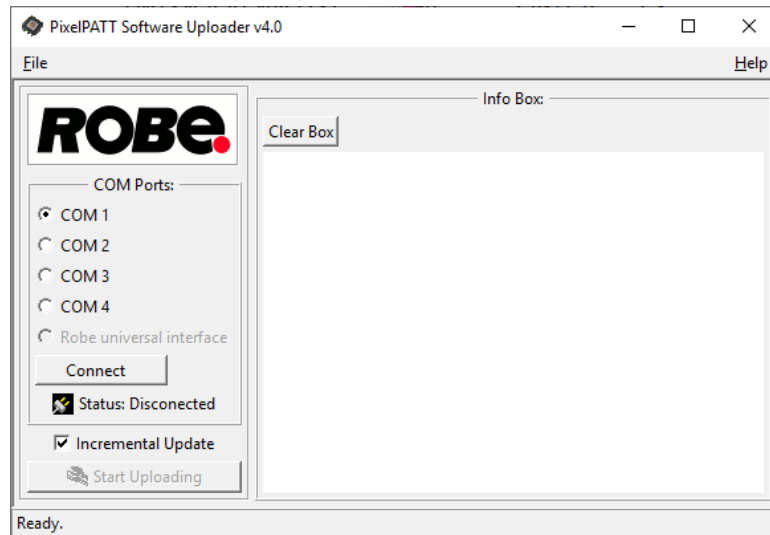 PixelPATT Software Uploader v4.0
File
Help
ROBE
COM Ports:
COM 1
COM 2
COM 3
COM 4
Robe universal interface
Connect
Status: Disconected
Incremental Update
Start Uploading
Info Box:
Clear Box
Ready.